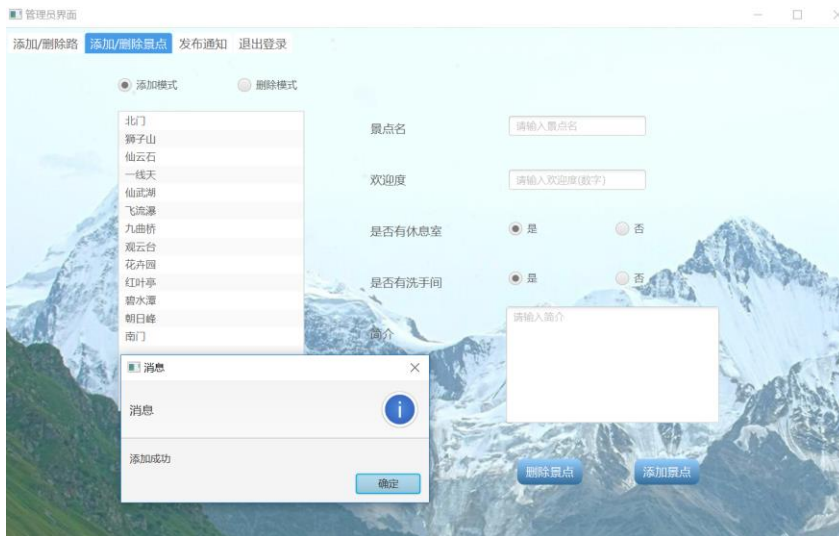 管理员界面
添加/删除路 添加/删除景点 发布通知 退出登录
添加模式 删除模式
北门
狮子山
仙云石
一线天
仙武湖
飞流瀑
九曲桥
观云台
花卉园
红叶亭
碧水潭
朝日峰
南门
景点名 请输入景点名
欢迎度 请输入欢迎度(数字)
是否有休息室 是 否
是否有洗手间 是 否
简介 请输入简介
消息
消息
添加成功
确定
删除景点 添加景点